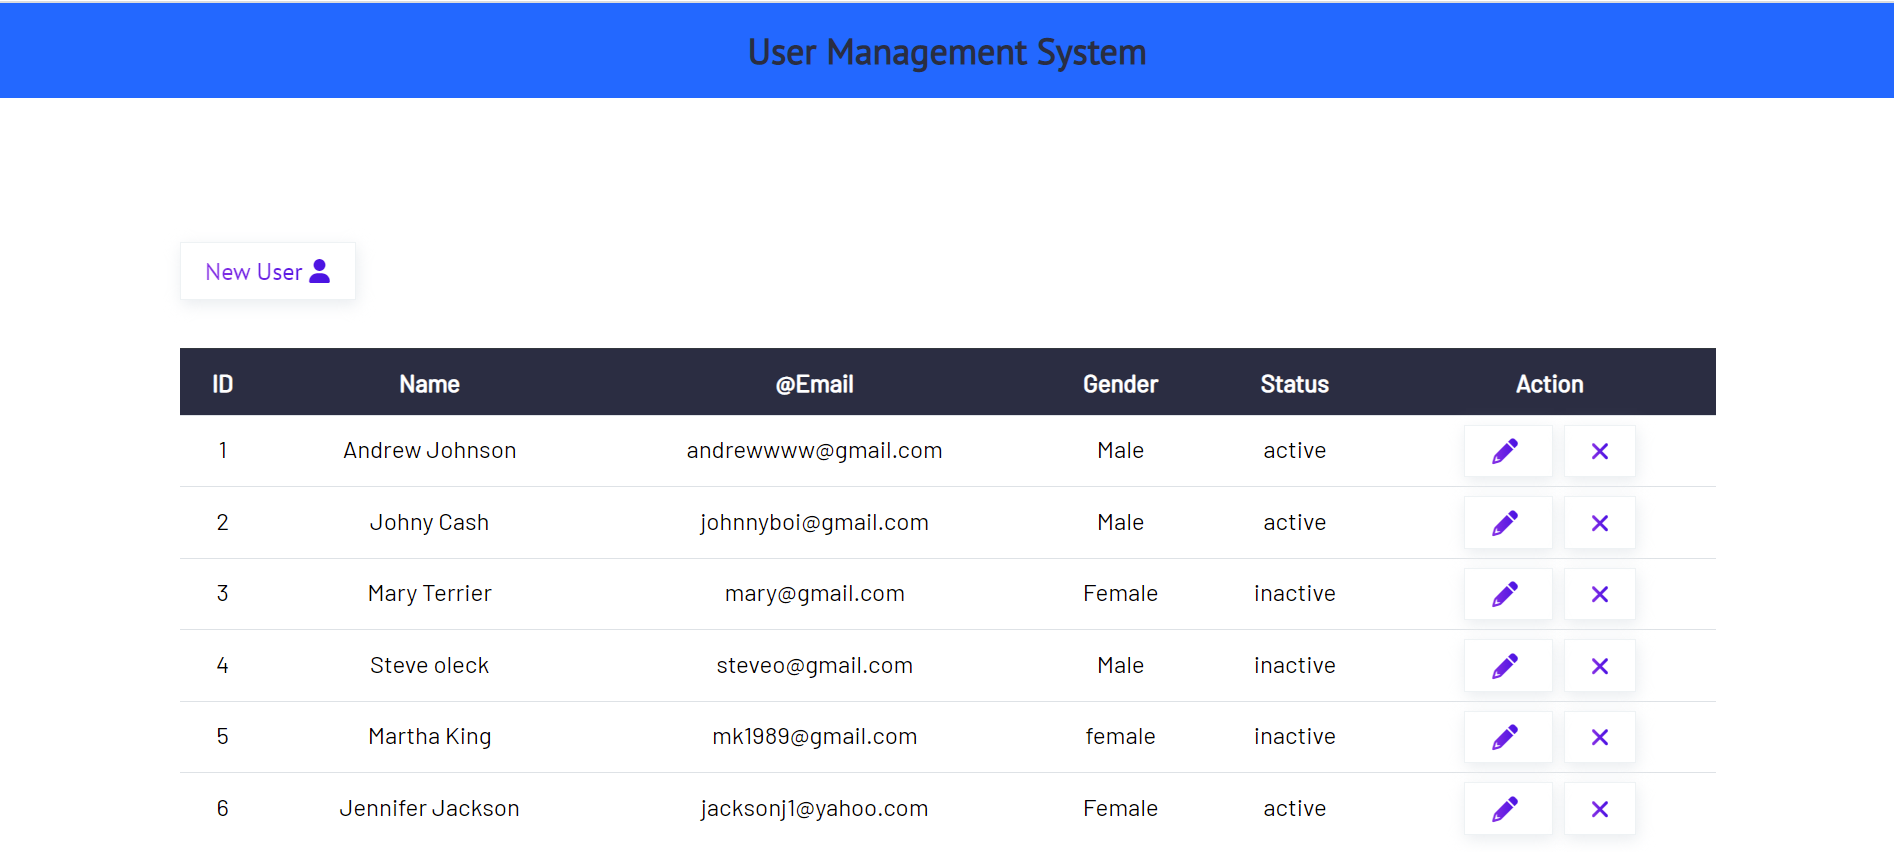 User Management System
New User
ID Name @Email Gender Status Action
1 Andrew Johnson andrewwww@gmail.com Male active
2 Johny Cash johnnyboi@gmail.com Male active
3 Mary Terrier mary@gmail.com Female inactive
4 Steve oleck steveo@gmail.com Male inactive
5 Martha King mk1989@gmail.com female inactive
6 Jennifer Jackson jacksonj1@yahoo.com Female active